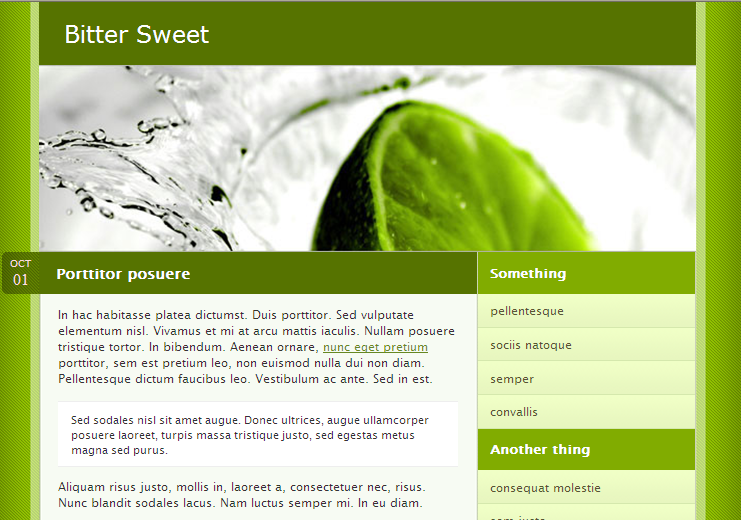 Bitter Sweet
OCT
01
Porttitor posuere
In hac habitasse platea dictumst. Duis porttitor. Sed vulputate
elementum nisl. Vivamus et mi at arcu mattis iaculis. Nullam posuere
tristique tortor. In bibendum. Aenean ornare, nunc eget pretium
porttitor, sem est pretium leo, non euismod nulla dui non diam.
Pellentesque dictum faucibus leo. Vestibulum ac ante. Sed in est.
Sed sodales nisl sit amet augue. Donec ultrices, augue ullamcorper
posuere laoreet, turpis massa tristique justo, sed egestas metus
magna sed purus.
Aliquam risus justo, mollis in, laoreet a, consectetuer nec, risus.
Nunc blandit sodales lacus. Nam luctus semper mi. In eu diam.
Something
pellentesque
sociis natoque
semper
convallis
Another thing
consequat molestie
sem justo